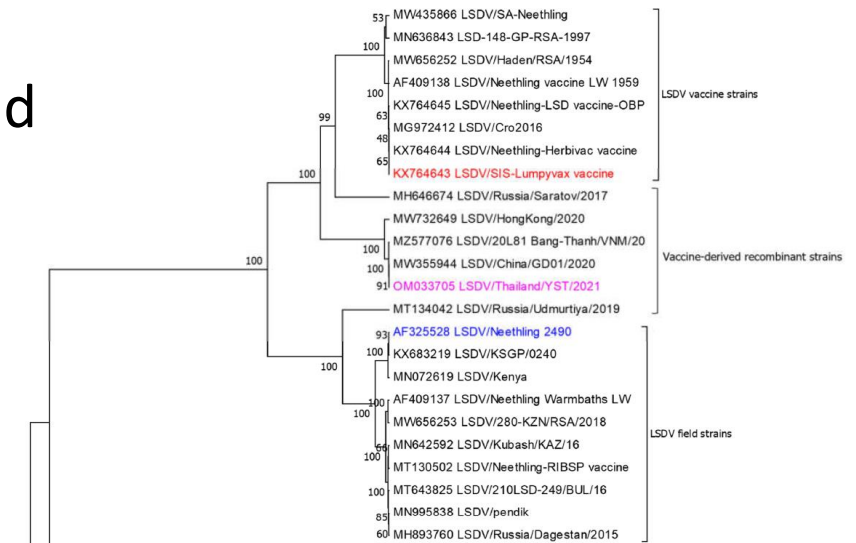 d
53
MW435866 LSDV/SA-Neethling
MN636843 LSD-148-GP-RSA-1997
100
MW656252 LSDV/Haden/RSA/1954
AF409138 LSDV/Neethling vaccine LW 1959
100
KX764645 LSDV/Neethling-LSD vaccine-OBP
63
MG972412 LSDV/Cro2016
48
KX764644 LSDV/Neethling-Herbivac vaccine
65
KX764643 LSDV/SIS-Lumpyvax vaccine
LSDV vaccine strains
99
100
MH646674 LSDV/Russia/Saratov/2017
MW732649 LSDV/HongKong/2020
100
MZ577076 LSDV/20L81 Bang-Thanh/VNM/20
100
MW355944 LSDV/China/GD01/2020
91
OM033705 LSDV/Thailand/YST/2021
MT134042 LSDV/Russia/Udmurtiya/2019
Vaccine-derived recombinant strains
100
93
AF325528 LSDV/Neethling 2490
100
KX683219 LSDV/KSGP/0240
100
MN072619 LSDV/Kenya
100
AF409137 LSDV/Neethling Warmbaths LW
100
MW656253 LSDV/280-KZN/RSA/2018
MN642592 LSDV/Kubash/KAZ/16
100
MT130502 LSDV/Neethling-RIBSP vaccine
100
MT643825 LSDV/210LSD-249/BUL/16
85
MN995838 LSDV/pendik
60
MH893760 LSDV/Russia/Dagestan/2015
LSDV field strains